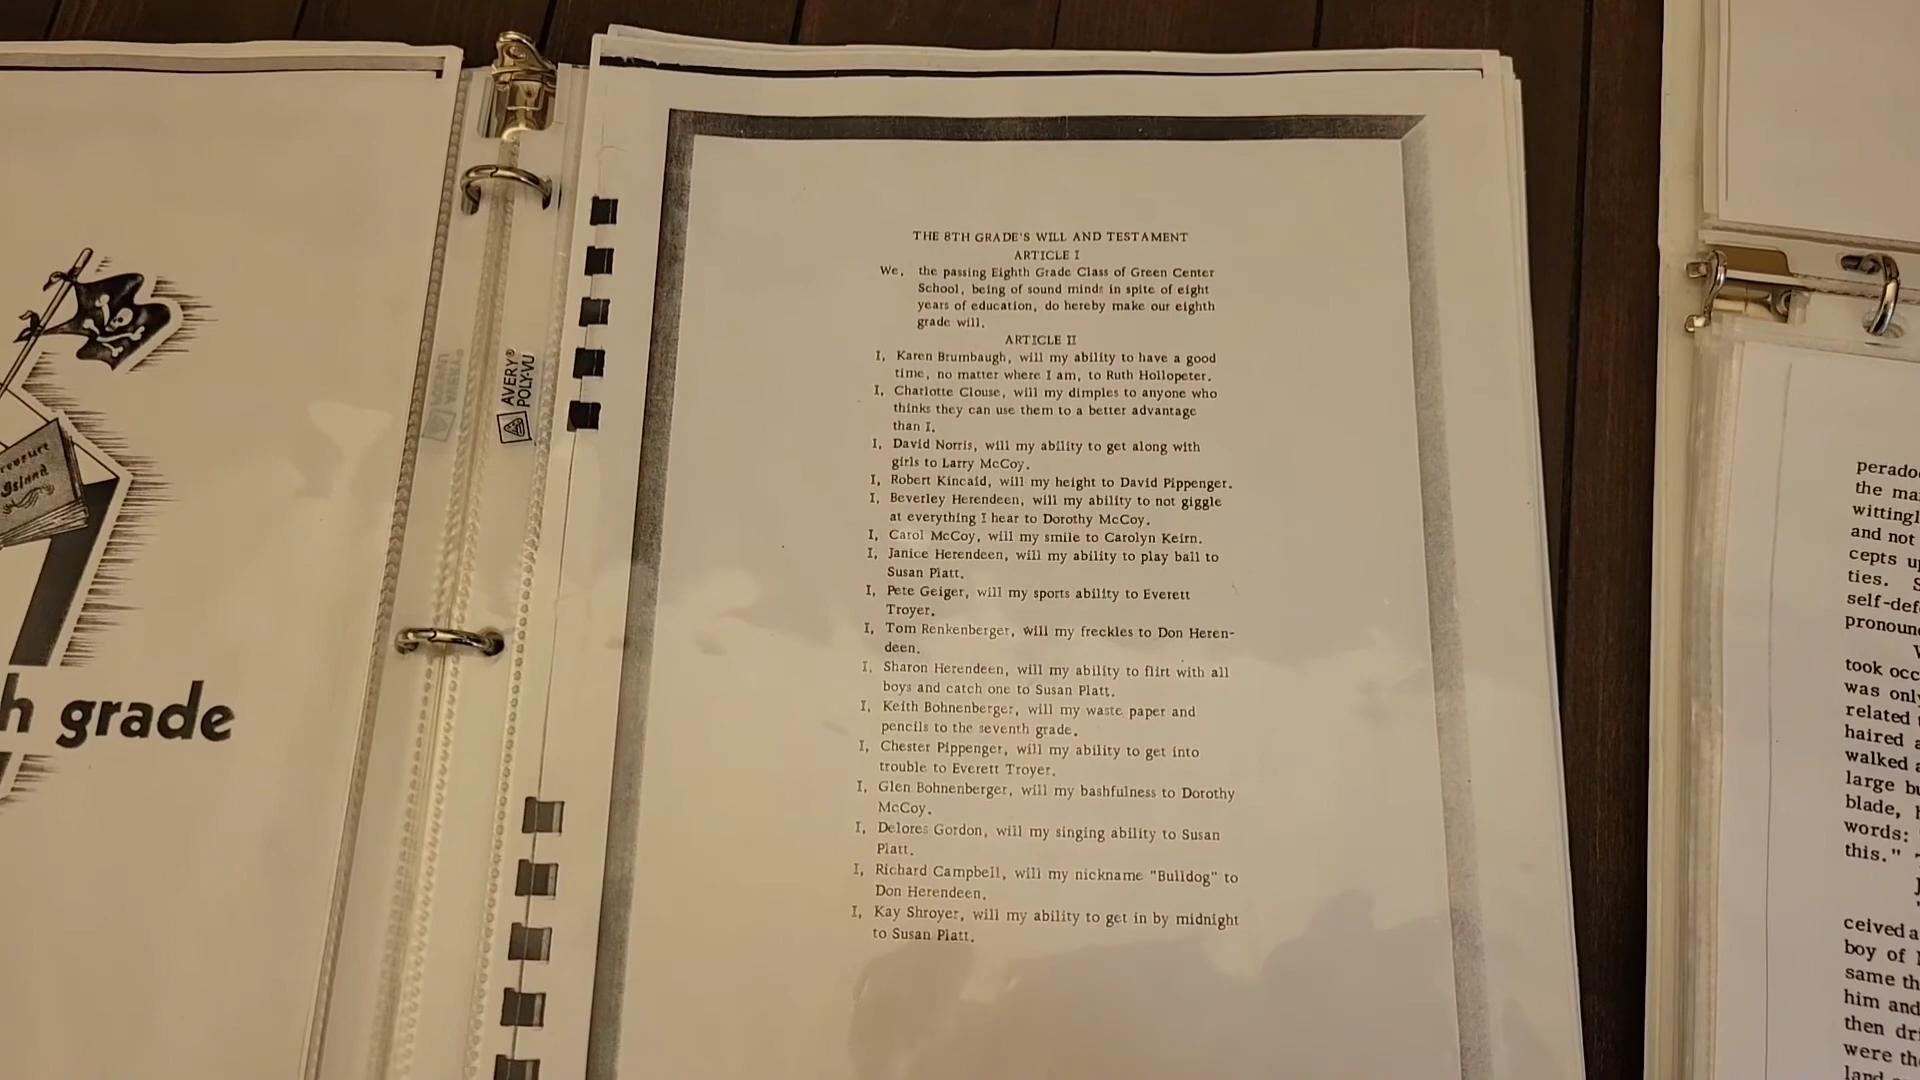 Treasure
Island
h grade
AVERY®
POLY-VU
THE 8TH GRADE'S WILL AND TESTAMENT
ARTICLE I
We, the passing Eighth Grade Class of Green Center
School, being of sound minds in spite of eight
years of education, do hereby make our eighth
grade will.
ARTICLE II
I, Karen Brumbaugh, will my ability to have a good
time, no matter where I am, to Ruth Hollopeter.
I, Charlotte Clouse, will my dimples to anyone who
thinks they can use them to a better advantage
than I.
I, David Norris, will my ability to get along with
girls to Larry McCoy.
I, Robert Kincaid, will my height to David Pippenger.
I, Beverley Herendeen, will my ability to not giggle
at everything I hear to Dorothy McCoy.
I, Carol McCoy, will my smile to Carolyn Keirn.
I, Janice Herendeen, will my ability to play ball to
Susan Platt.
I, Pete Geiger, will my sports ability to Everett
Troyer.
I, Tom Renkenberger, will my freckles to Don Heren-
deen.
I, Sharon Herendeen, will my ability to flirt with all
boys and catch one to Susan Platt.
I, Keith Bohnenberger, will my waste paper and
pencils to the seventh grade.
I, Chester Pippenger, will my ability to get into
trouble to Everett Troyer.
I, Glen Bohnenberger, will my bashfulness to Dorothy
McCoy.
I, Delores Gordon, will my singing ability to Susan
Platt.
I, Richard Campbell, will my nickname "Bulldog" to
Don Herendeen.
I, Kay Shroyer, will my ability to get in by midnight
to Susan Platt.
perado
the ma
wittingl
and not
cepts u
ties. S
self-def
pronoun
took occ
was only
related
haired a
walked a
large bu
blade, h
words:
this."
ceived a
boy of
same th
him and
then dri
were the
land